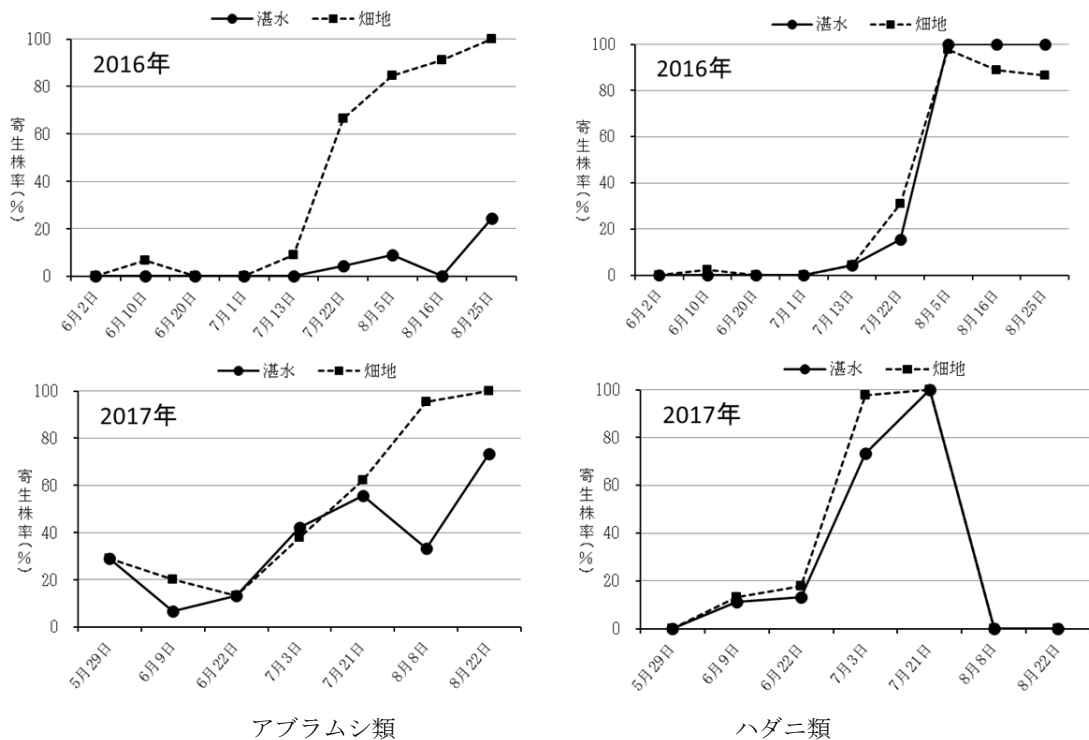 湛水 畑地
2016年
寄生株率(%)
100
80
60
40
20
0
6月2日 6月10日 6月20日 7月1日 7月13日 7月22日 8月5日 8月16日 8月25日
湛水 畑地
2016年
寄生株率(%)
100
80
60
40
20
0
6月2日 6月10日 6月20日 7月1日 7月13日 7月22日 8月5日 8月16日 8月25日
湛水 畑地
2017年
寄生株率(%)
100
80
60
40
20
0
5月29日 6月9日 6月22日 7月3日 7月21日 8月8日 8月22日
湛水 畑地
2017年
寄生株率(%)
100
80
60
40
20
0
5月29日 6月9日 6月22日 7月3日 7月21日 8月8日 8月22日
アブラムシ類 ハダニ類